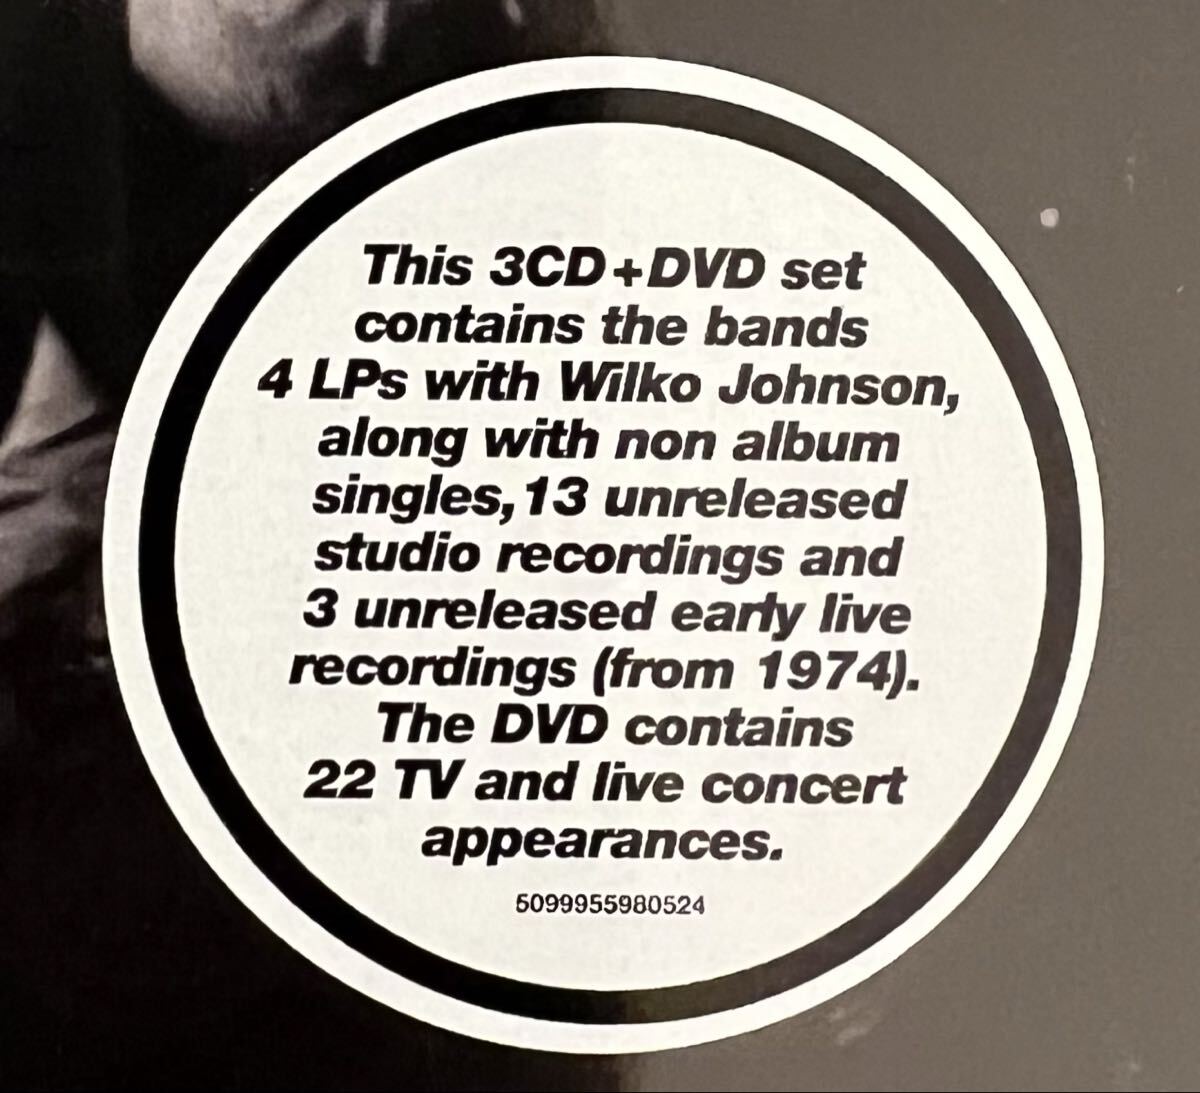 This 3CD+DVD set
contains the bands
4 LPs with Wilko Johnson,
along with non album
singles, 13 unreleased
studio recordings and
3 unreleased early live
recordings (from 1974).
The DVD contains
22 TV and live concert
appearances.
5099955980524